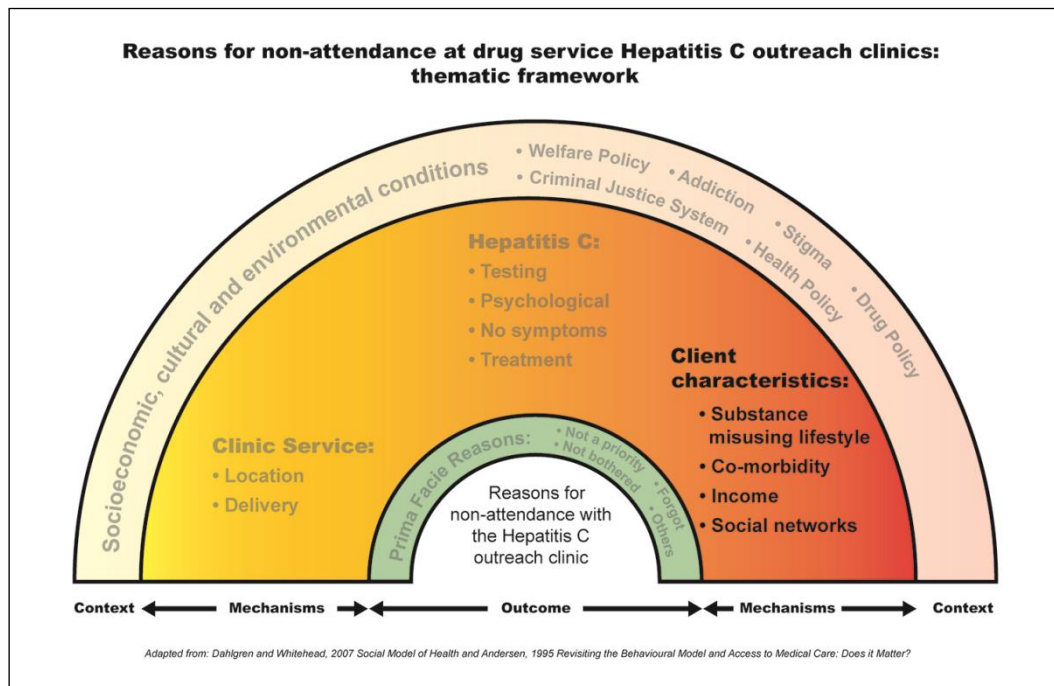 Reasons for non-attendance at drug service Hepatitis C outreach clinics:
thematic framework
Socioeconomic, cultural and environmental conditions
• Welfare Policy
• Addiction
• Criminal Justice System
• Stigma
• Health Policy
• Drug Policy
Hepatitis C:
• Testing
• Psychological
• No symptoms
• Treatment
Client
characteristics:
• Substance
misusing lifestyle
• Co-morbidity
• Income
• Social networks
Clinic Service:
• Location
• Delivery
Prima Facie Reasons:
• Not a priority
• Not bothered
• Forgot
• Others
Reasons for
non-attendance with
the Hepatitis C
outreach clinic
Context Mechanisms Outcome Mechanisms Context
Adapted from: Dahlgren and Whitehead, 2007 Social Model of Health and Andersen, 1995 Revisiting the Behavioural Model and Access to Medical Care: Does it Matter?